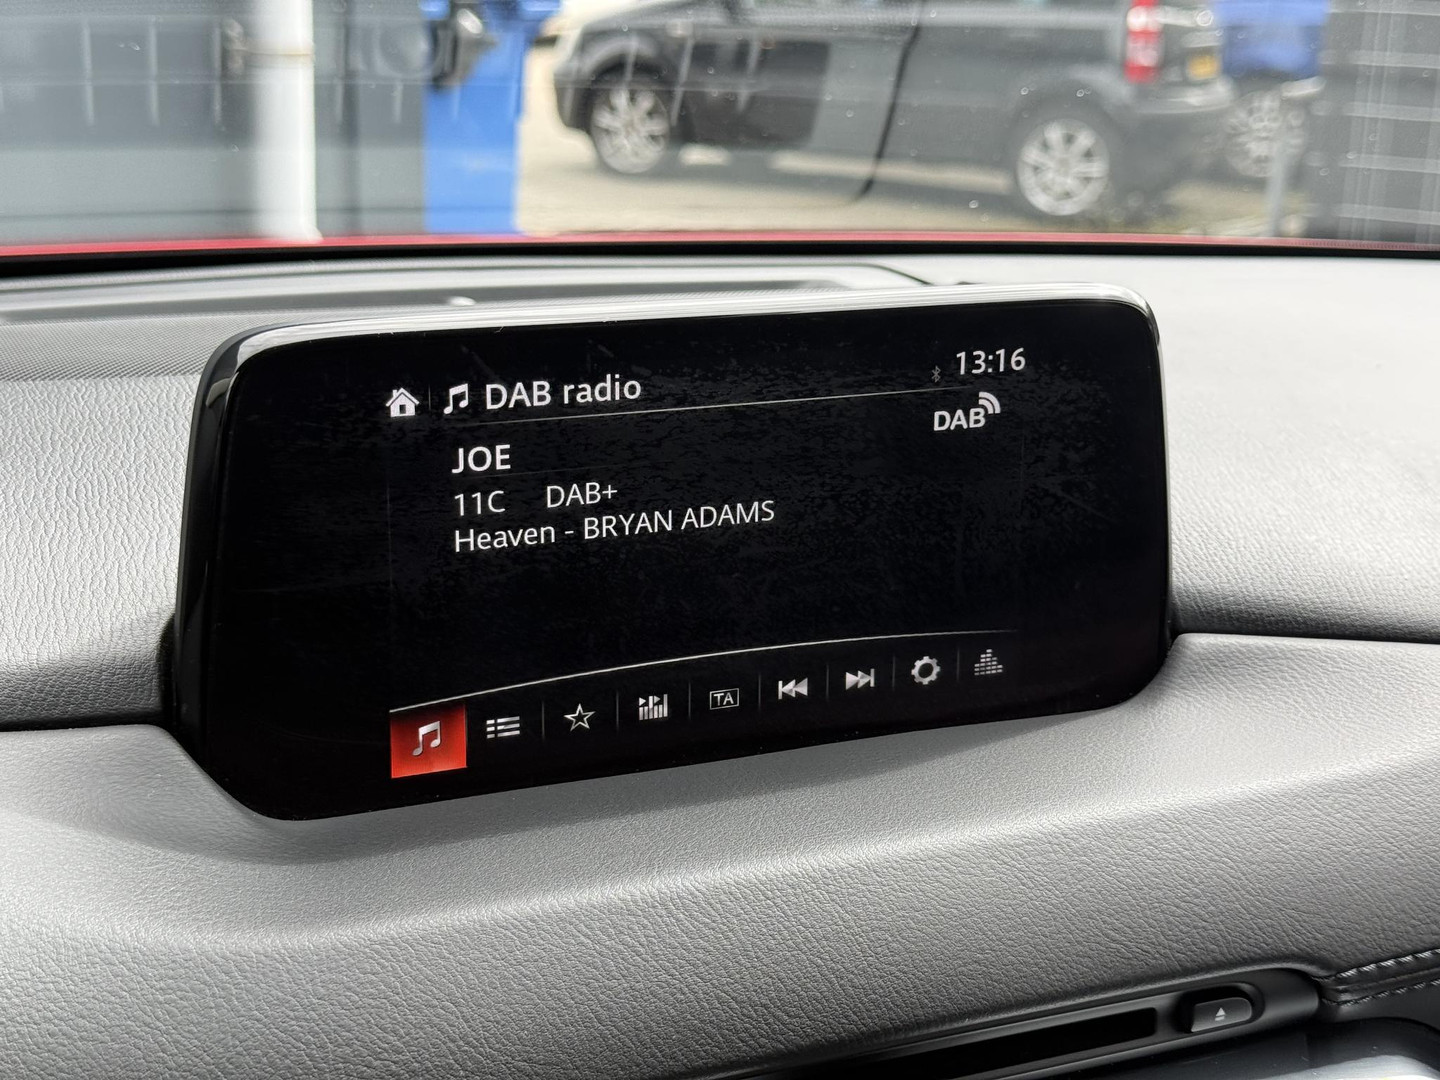 DAB radio
13:16
DAB
JOE
11C DAB+
Heaven - BRYAN ADAMS
TA